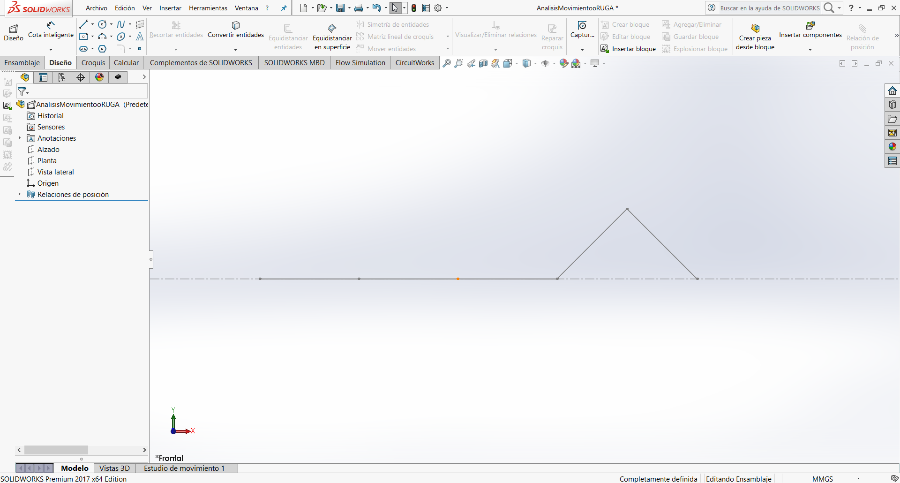 SOLIDWORKS Archivo Edición Ver Insertar Herramientas Ventana ? AnalisisMovimientooRUGA * Buscar en la ayuda de SOLIDWORKS
Diseño Cota inteligente Recortar entidades Convertir entidades Equidistanciar entidades Equidistanciar en superficie Simetría de entidades Matriz lineal de croquis Mover entidades Visualizar/Eliminar relaciones Reparar croquis Captur... Crear bloque Editar bloque Insertar bloque Agregar/Eliminar Guardar bloque Explosionar bloque Crear pieza desde bloque Insertar componentes Relación de posición
Ensamblaje Diseño Croquis Calcular Complementos de SOLIDWORKS SOLIDWORKS MBD Flow Simulation CircuitWorks
AnalisisMovimientooRUGA (Predete
Historial
Sensores
Anotaciones
Alzado
Planta
Vista lateral
Origen
Relaciones de posición
Y
X
*Frontal
Modelo Vistas 3D Estudio de movimiento 1
SOLIDWORKS Premium 2017 x64 Edition Completamente definida Editando Ensamblaje MMGS